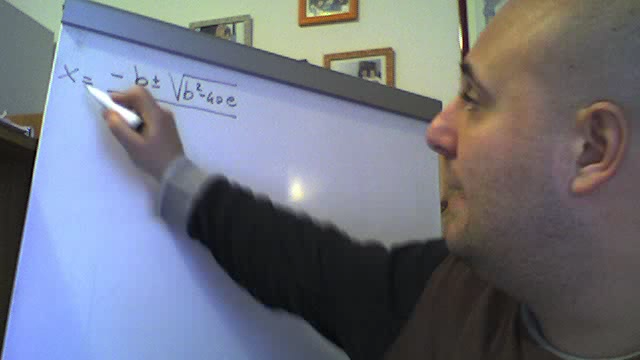 x = - b ± √b²-4ac